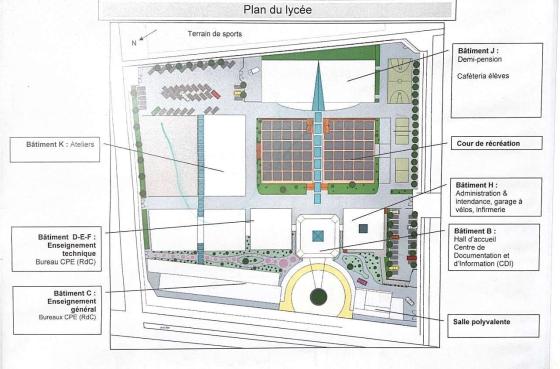 Plan du lycée
N
Terrain de sports
Bâtiment J :
Demi-pension
Caféteria élèves
Bâtiment K : Ateliers
Cour de récréation
Bâtiment H :
Administration &
intendance, garage à
vélos, infirmerie
Bâtiment D-E-F :
Enseignement
technique
Bureau CPE (RdC)
Bâtiment B :
Hall d'accueil
Centre de
Documentation et
d'Information (CDI)
Bâtiment C :
Enseignement
général
Bureaux CPE (RdC)
Salle polyvalente